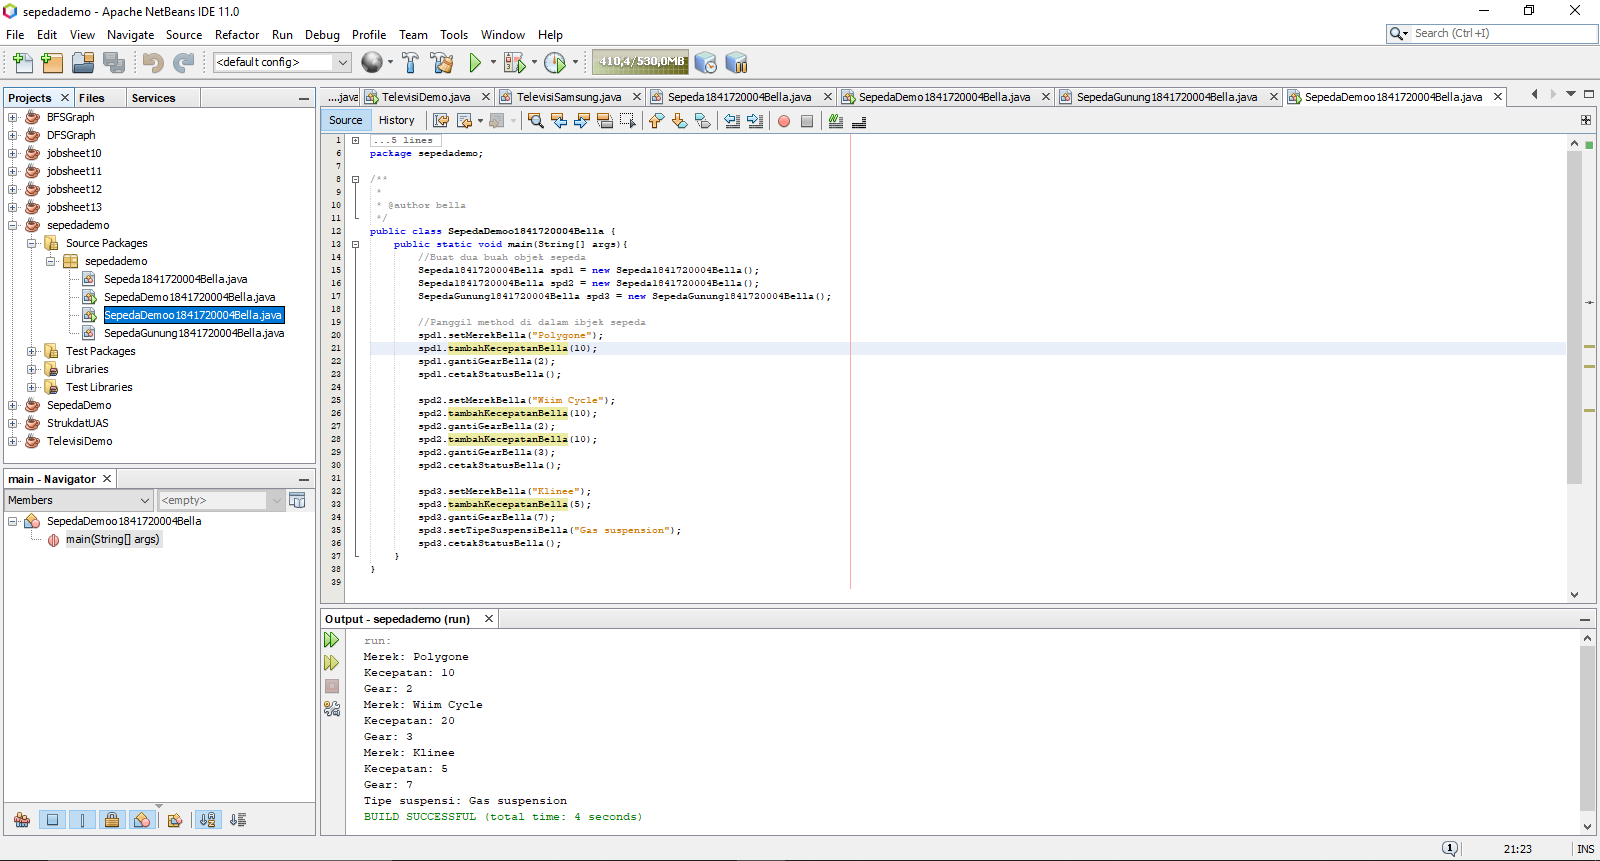 sepedademo - Apache NetBeans IDE 11.0
File Edit View Navigate Source Refactor Run Debug Profile Team Tools Window Help
Search (Ctrl+I)
<default config>
410,4/530,0MB
Projects Files Services
BFSGraph
DFSGraph
jobsheet10
jobsheet11
jobsheet12
jobsheet13
sepedademo
Source Packages
sepedademo
Sepeda1841720004Bella.java
SepedaDemo1841720004Bella.java
SepedaDemoo1841720004Bella.java
SepedaGunung1841720004Bella.java
Test Packages
Libraries
Test Libraries
SepedaDemo
StrukdatUAS
TelevisiDemo
main - Navigator
Members <empty>
SepedaDemoo1841720004Bella
main(String[] args)
...java TelevisiDemo.java TelevisiSamsung.java Sepeda1841720004Bella.java SepedaDemo1841720004Bella.java SepedaGunung1841720004Bella.java SepedaDemoo1841720004Bella.java
Source History
1 ...5 lines
6 package sepedademo;
7
8 /**
9 *
10 * @author bella
11 */
12 public class SepedaDemoo1841720004Bella {
13 public static void main(String[] args){
14 //Buat dua buah objek sepeda
15 Sepeda1841720004Bella spd1 = new Sepeda1841720004Bella();
16 Sepeda1841720004Bella spd2 = new Sepeda1841720004Bella();
17 SepedaGunung1841720004Bella spd3 = new SepedaGunung1841720004Bella();
18
19 //Panggil method di dalam ibjek sepeda
20 spd1.setMerekBella("Polygone");
21 spd1.tambahKecepatanBella(10);
22 spd1.gantiGearBella(2);
23 spd1.cetakStatusBella();
24
25 spd2.setMerekBella("Wiim Cycle");
26 spd2.tambahKecepatanBella(10);
27 spd2.gantiGearBella(2);
28 spd2.tambahKecepatanBella(10);
29 spd2.gantiGearBella(3);
30 spd2.cetakStatusBella();
31
32 spd3.setMerekBella("Klinee");
33 spd3.tambahKecepatanBella(5);
34 spd3.gantiGearBella(7);
35 spd3.setTipeSuspensiBella("Gas suspension");
36 spd3.cetakStatusBella();
37 }
38 }
39
Output - sepedademo (run)
run:
Merek: Polygone
Kecepatan: 10
Gear: 2
Merek: Wiim Cycle
Kecepatan: 20
Gear: 3
Merek: Klinee
Kecepatan: 5
Gear: 7
Tipe suspensi: Gas suspension
BUILD SUCCESSFUL (total time: 4 seconds)
1 21:23 INS